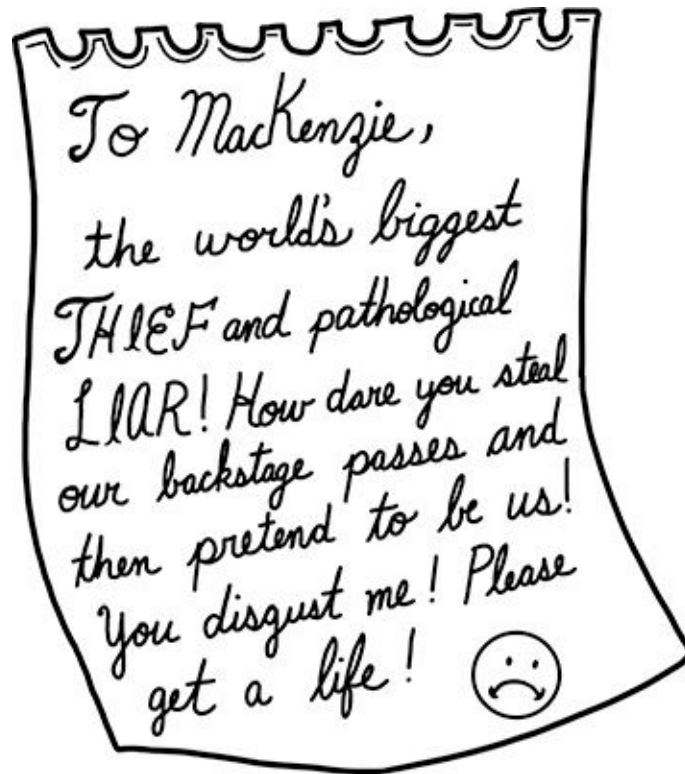 To MacKenzie,
the world's biggest
THIEF and pathological
LIAR! How dare you steal
our backstage passes and
then pretend to be us!
You disgust me! Please
get a life!